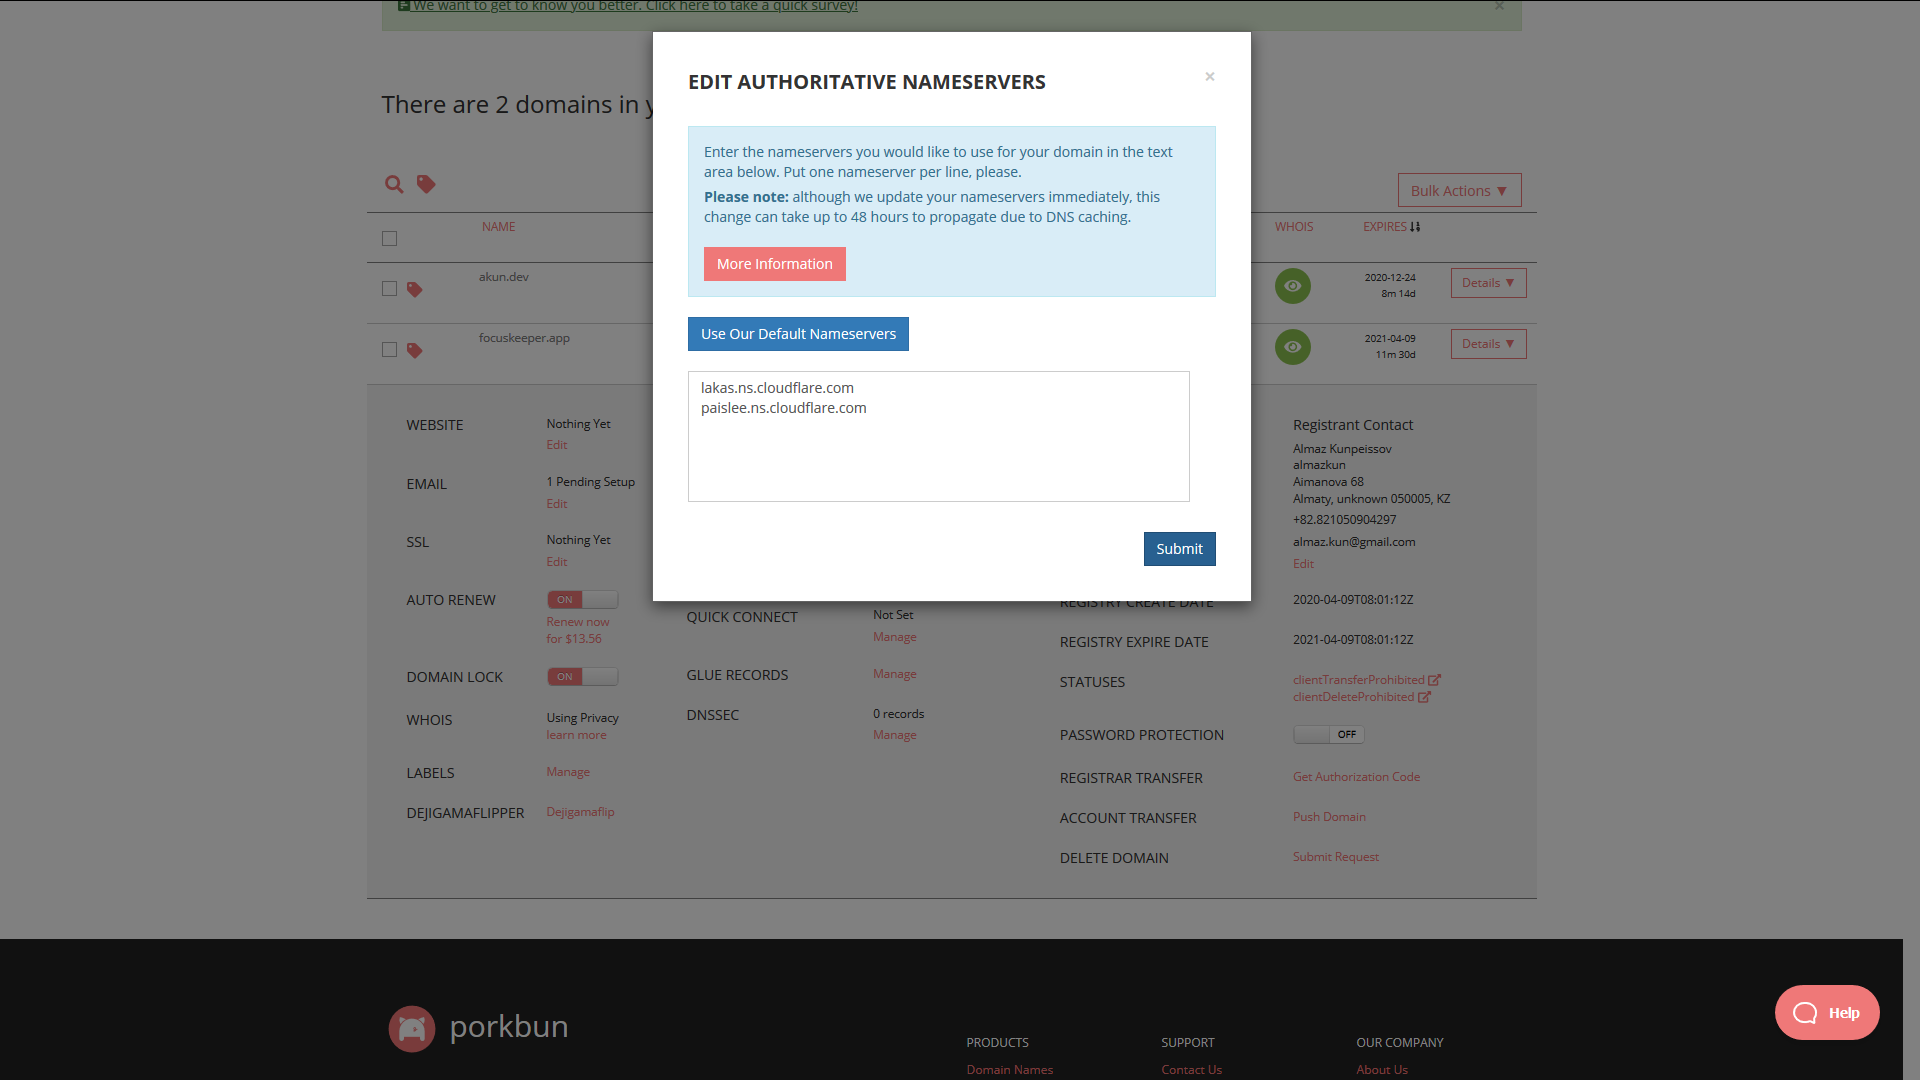 We want to get to know you better. Click here to take a quick survey!
×
There are 2 domains in
EDIT AUTHORITATIVE NAMESERVERS
×
Enter the nameservers you would like to use for your domain in the text
area below. Put one nameserver per line, please.
Please note: although we update your nameservers immediately, this
change can take up to 48 hours to propagate due to DNS caching.
More Information
Use Our Default Nameservers
lakas.ns.cloudflare.com
paislee.ns.cloudflare.com
Submit
Bulk Actions ▼
NAME
WHOIS
EXPIRES
akun.dev
2020-12-24
8m 14d
Details ▼
focuskeeper.app
2021-04-09
11m 30d
Details ▼
WEBSITE
Nothing Yet
Edit
EMAIL
1 Pending Setup
Edit
SSL
Nothing Yet
Edit
AUTO RENEW
ON
Renew now
for $13.56
DOMAIN LOCK
ON
WHOIS
Using Privacy
learn more
LABELS
Manage
DEJIGAMAFLIPPER
Dejigamaflip
QUICK CONNECT
Not Set
Manage
GLUE RECORDS
Manage
DNSSEC
0 records
Manage
Registrant Contact
Almaz Kunpeissov
almazkun
Aimanova 68
Almaty, unknown 050005, KZ
+82.821050904297
almaz.kun@gmail.com
Edit
REGISTRY CREATE DATE
2020-04-09T08:01:12Z
REGISTRY EXPIRE DATE
2021-04-09T08:01:12Z
STATUSES
clientTransferProhibited
clientDeleteProhibited
PASSWORD PROTECTION
OFF
REGISTRAR TRANSFER
Get Authorization Code
ACCOUNT TRANSFER
Push Domain
DELETE DOMAIN
Submit Request
porkbun
PRODUCTS
Domain Names
SUPPORT
Contact Us
OUR COMPANY
About Us
Help